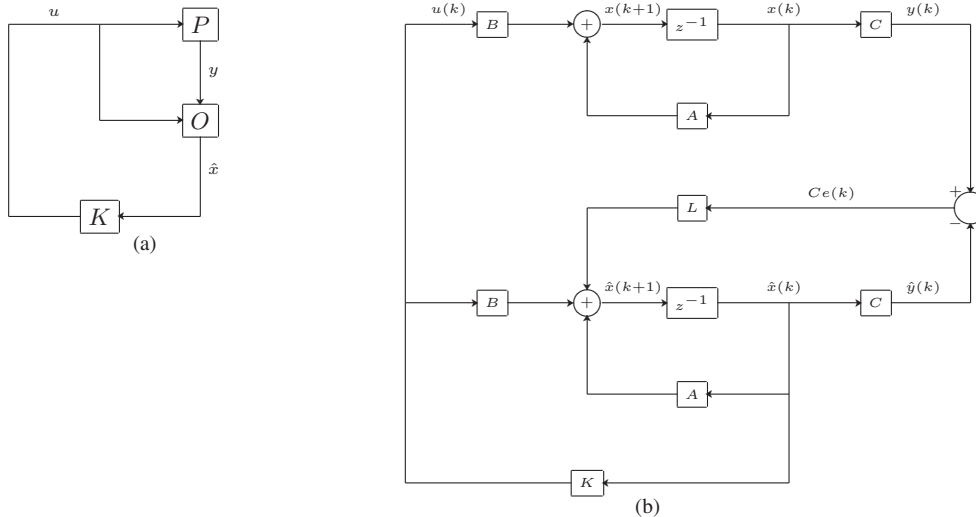 u
P
y
O
x̂
K
(a)
u(k)
B
+
x(k+1)
z⁻¹
x(k)
C
y(k)
A
+
−
Ce(k)
L
B
+
x̂(k+1)
z⁻¹
x̂(k)
C
ŷ(k)
A
K
(b)